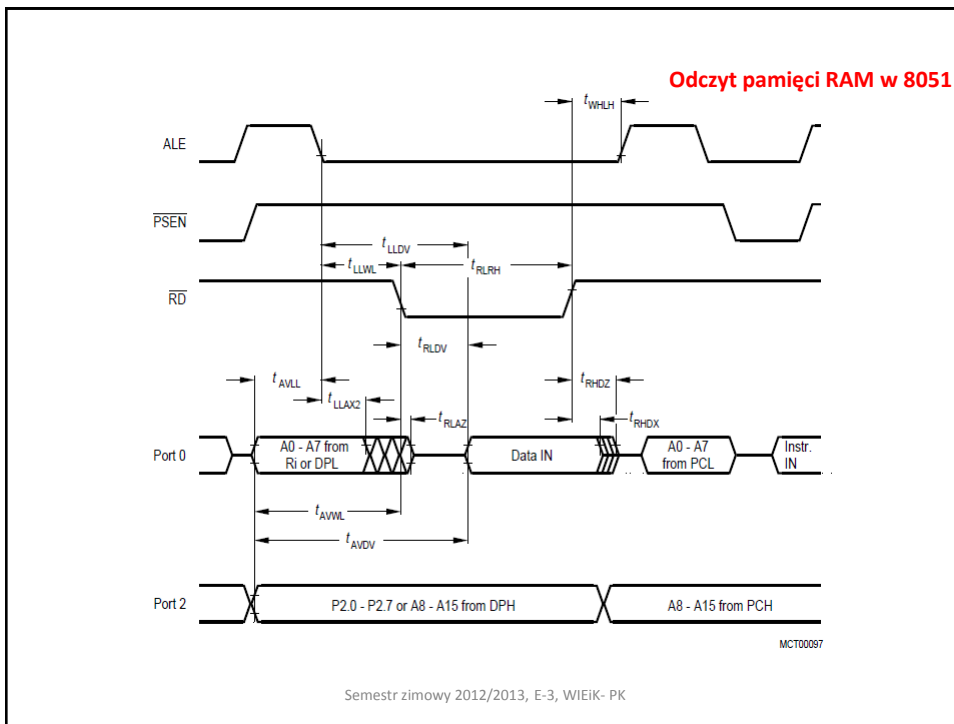 Odczyt pamięci RAM w 8051
tWHLH
ALE
PSEN
tLLDV
tLLWL tRLRH
RD
tRLDV
tAVLL tRHDZ
tLLAX2
tRLAZ tRHDX
Port 0
A0 - A7 from
Ri or DPL
Data IN
A0 - A7
from PCL
Instr.
IN
tAVWL
tAVDV
Port 2
P2.0 - P2.7 or A8 - A15 from DPH
A8 - A15 from PCH
MCT00097
Semestr zimowy 2012/2013, E-3, WIEiK- PK